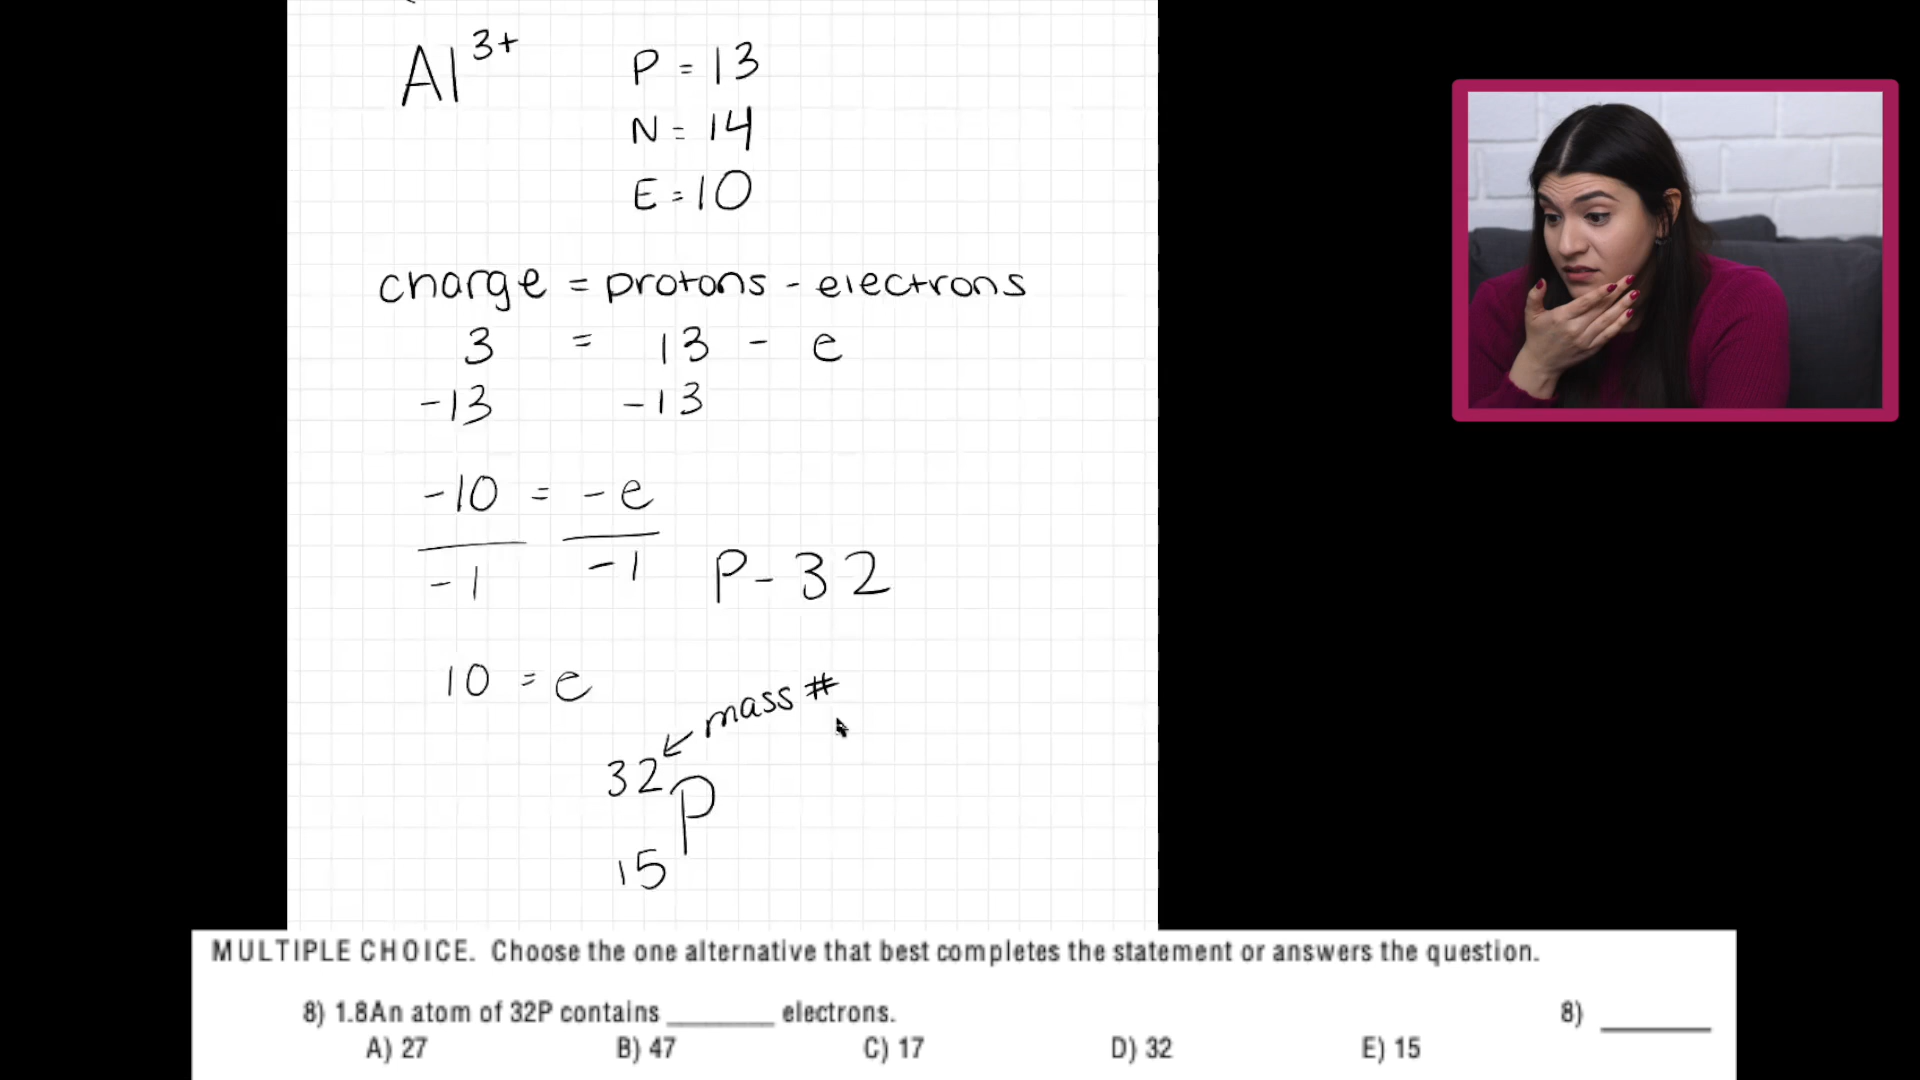 Al³⁺
P = 13
N = 14
E = 10
charge = protons - electrons
3 = 13 - e
-13 -13
-10 = -e
-1 -1
P-32
10 = e
mass #
32
P
15
MULTIPLE CHOICE. Choose the one alternative that best completes the statement or answers the question.
8) 1.8An atom of 32P contains ________ electrons. 8) ________
A) 27 B) 47 C) 17 D) 32 E) 15